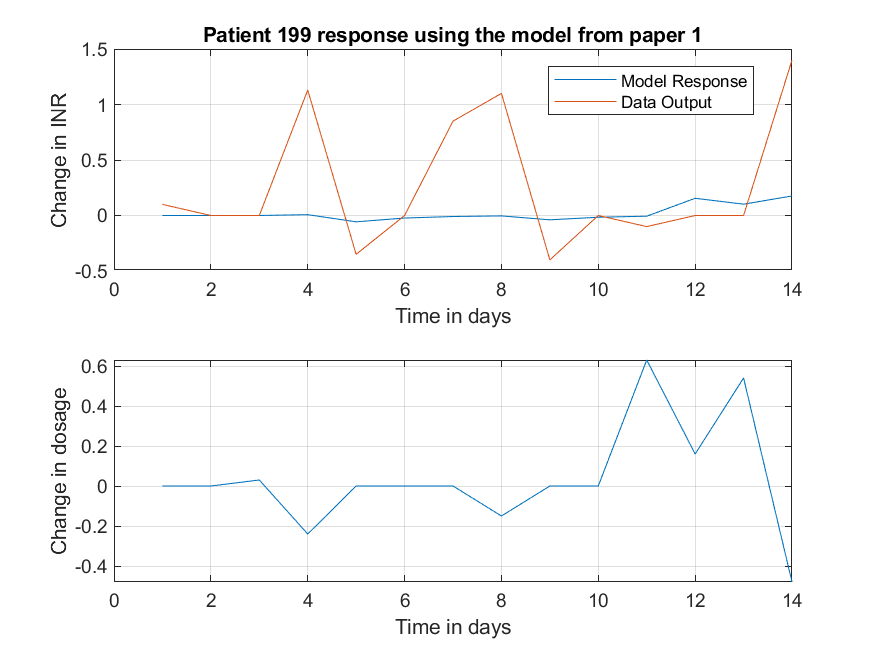 Patient 199 response using the model from paper 1
Change in INR
1.5
1
0.5
0
-0.5
Model Response
Data Output
0 2 4 6 8 10 12 14
Time in days
Change in dosage
0.6
0.4
0.2
0
-0.2
-0.4
0 2 4 6 8 10 12 14
Time in days